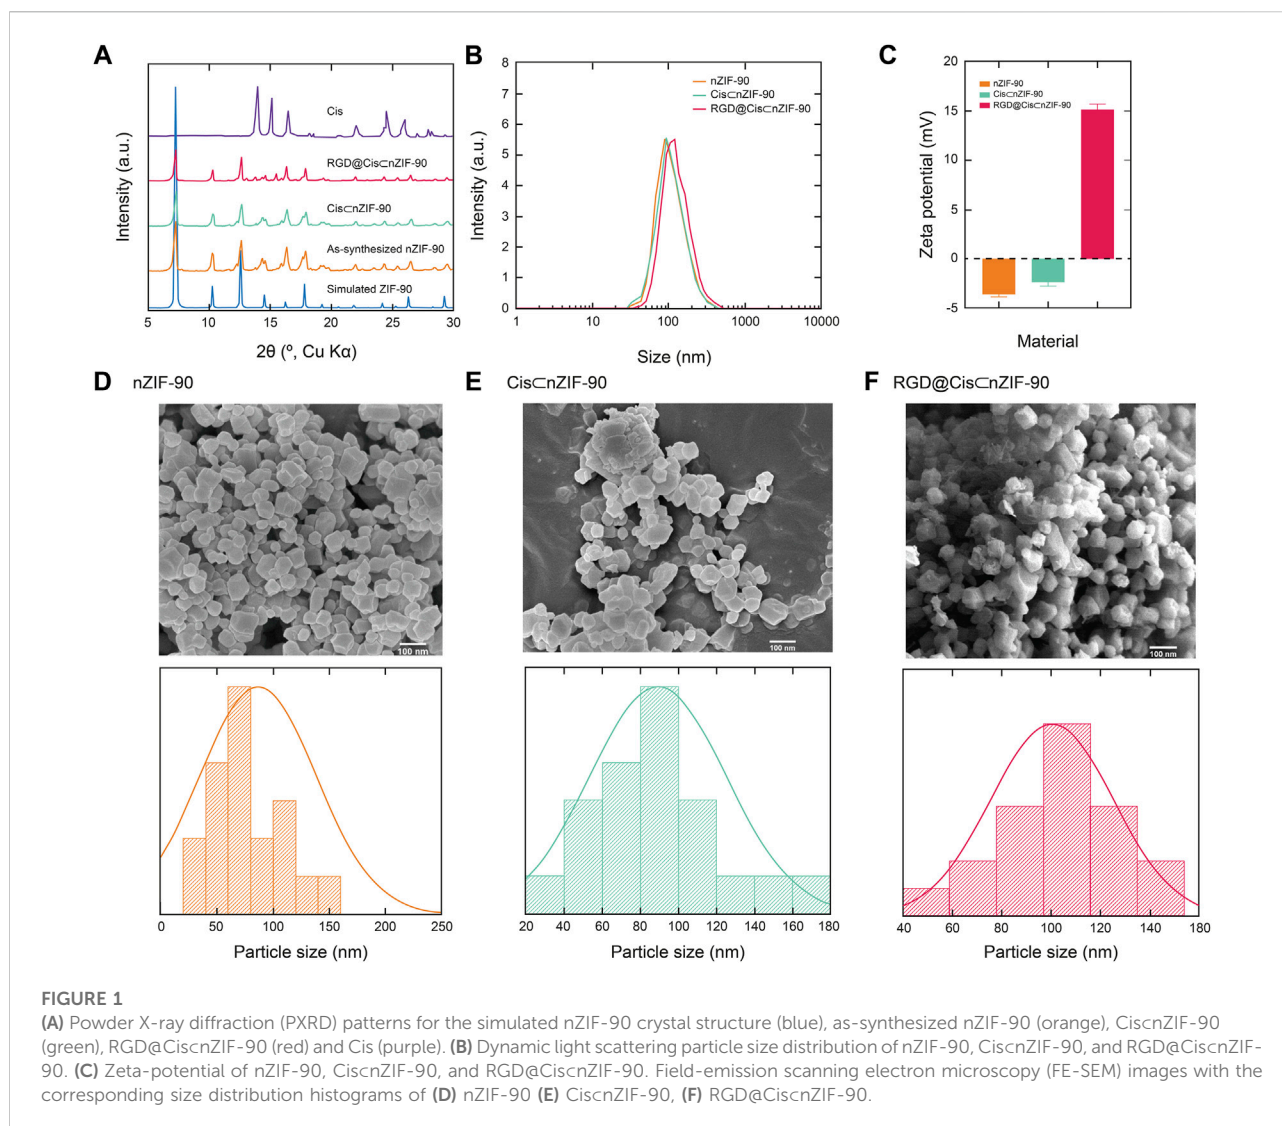 A
Intensity (a.u.)
Cis
RGD@Cis⊂nZIF-90
Cis⊂nZIF-90
As-synthesized nZIF-90
Simulated ZIF-90
5 10 15 20 25 30
2θ (º, Cu Kα)
B
Intensity (a.u.)
8
7
6
5
4
3
2
1
0
nZIF-90
Cis⊂nZIF-90
RGD@Cis⊂nZIF-90
1 10 100 1000 10000
Size (nm)
C
Zeta potential (mV)
20
15
10
5
0
-5
nZIF-90
Cis⊂nZIF-90
RGD@Cis⊂nZIF-90
Material
D nZIF-90
100 nm
0 50 100 150 200 250
Particle size (nm)
E Cis⊂nZIF-90
100 nm
20 40 60 80 100 120 140 160 180
Particle size (nm)
F RGD@Cis⊂nZIF-90
100 nm
40 60 80 100 120 140 160 180
Particle size (nm)
FIGURE 1
(A) Powder X-ray diffraction (PXRD) patterns for the simulated nZIF-90 crystal structure (blue), as-synthesized nZIF-90 (orange), Cis⊂nZIF-90
(green), RGD@Cis⊂nZIF-90 (red) and Cis (purple). (B) Dynamic light scattering particle size distribution of nZIF-90, Cis⊂nZIF-90, and RGD@Cis⊂nZIF-
90. (C) Zeta-potential of nZIF-90, Cis⊂nZIF-90, and RGD@Cis⊂nZIF-90. Field-emission scanning electron microscopy (FE-SEM) images with the
corresponding size distribution histograms of (D) nZIF-90 (E) Cis⊂nZIF-90, (F) RGD@Cis⊂nZIF-90.